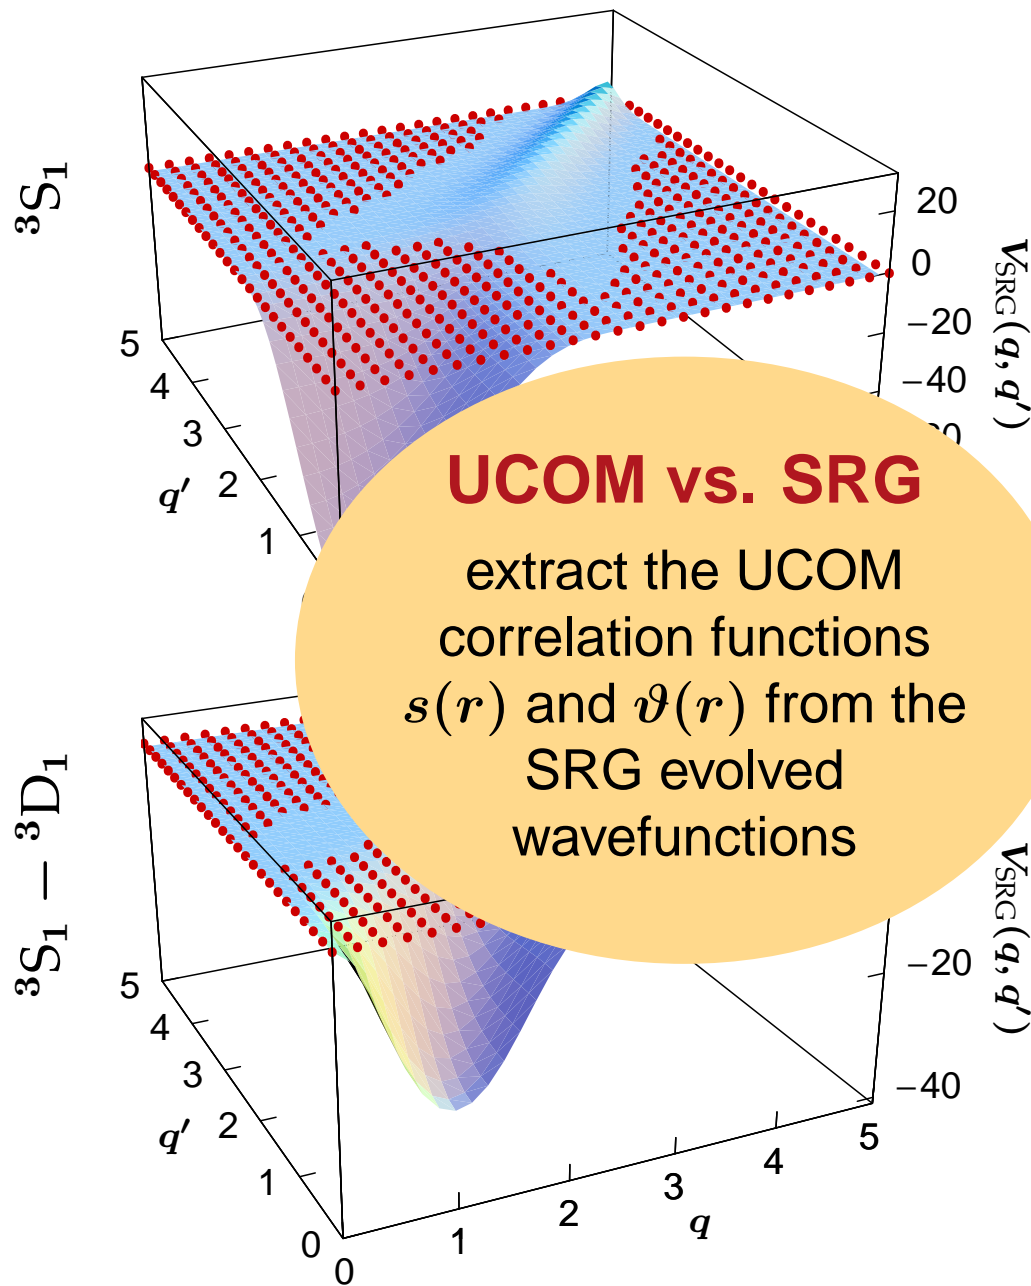 ³S₁
20
0
−20
−40
V_SRG(q, q′)
5
4
3
2
1
q′
UCOM vs. SRG
extract the UCOM
correlation functions
s(r) and ϑ(r) from the
SRG evolved
wavefunctions
³S₁ − ³D₁
V_SRG(q, q′)
−20
−40
5
4
3
2
1
0
q′
0
1
2
3
4
5
q